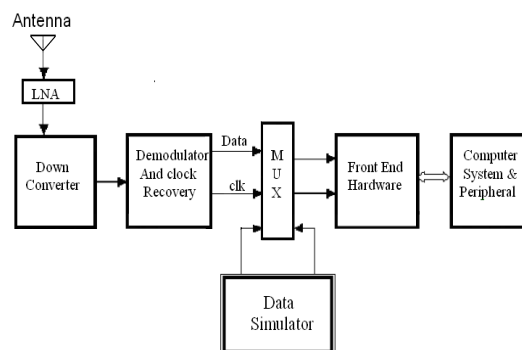 Antenna
LNA
Down
Converter
Demodulator
And clock
Recovery
Data
clk
M
U
X
Front End
Hardware
Computer
System &
Peripheral
Data
Simulator